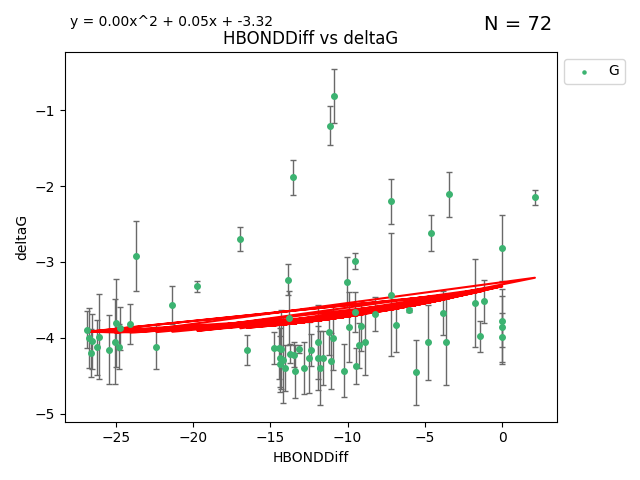 y = 0.00x^2 + 0.05x + -3.32
N = 72
HBONDDiff vs deltaG
G
deltaG
−1
−2
−3
−4
−5
−25 −20 −15 −10 −5 0
HBONDDiff